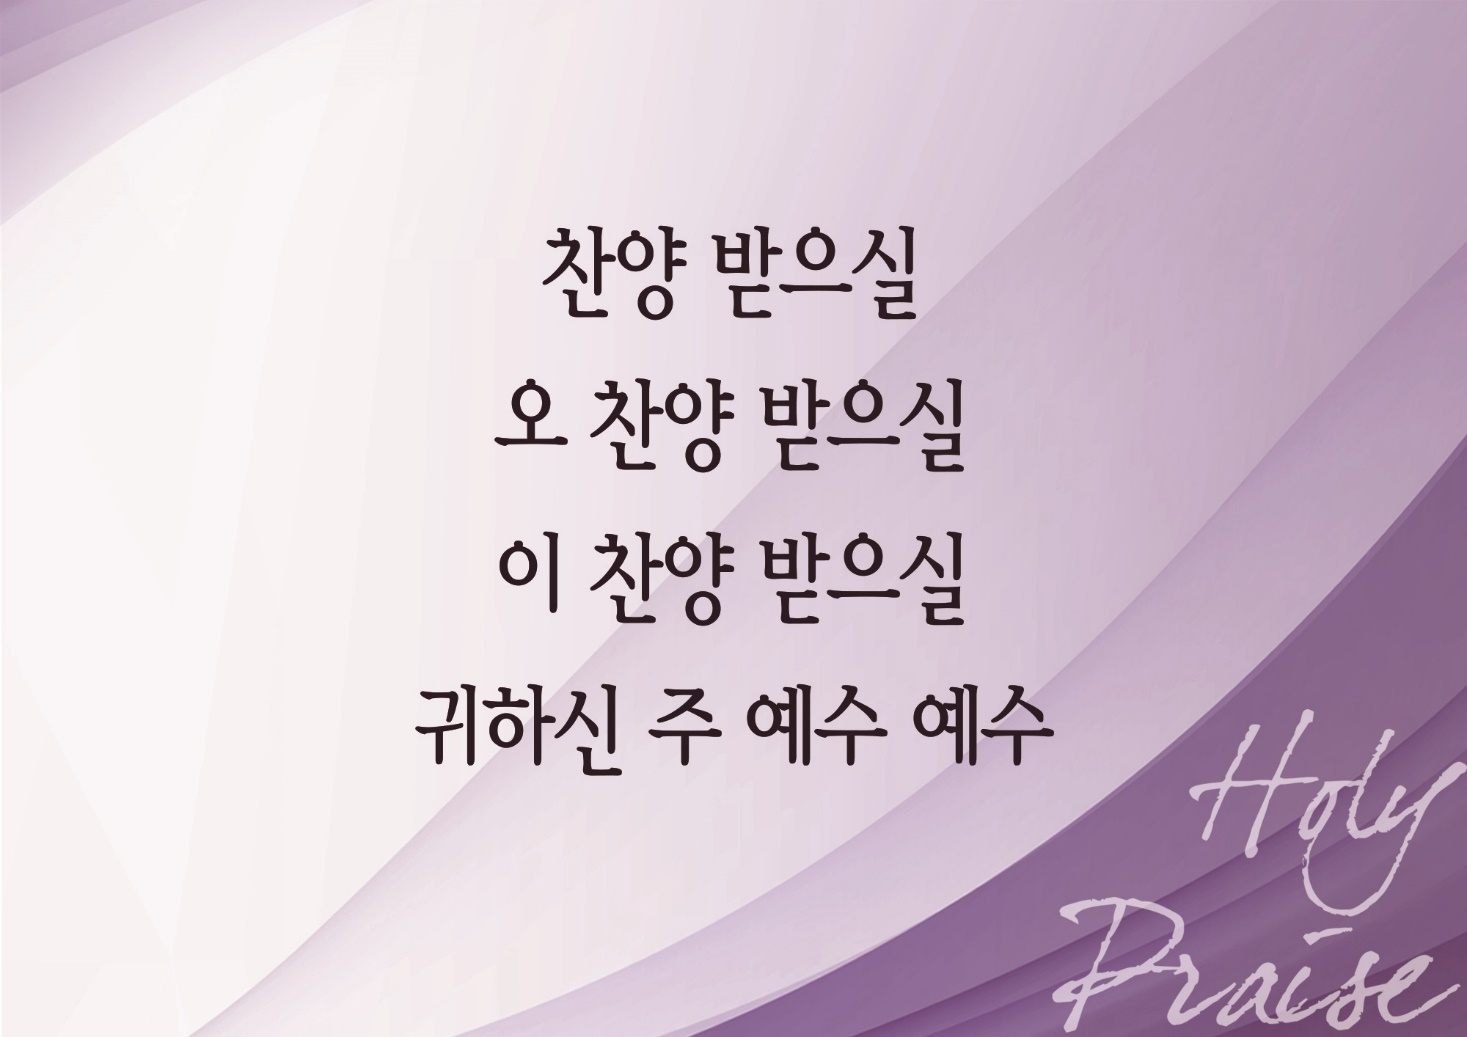 찬양 받으실
오 찬양 받으실
이 찬양 받으실
귀하신 주 예수 예수
Holy
Praise